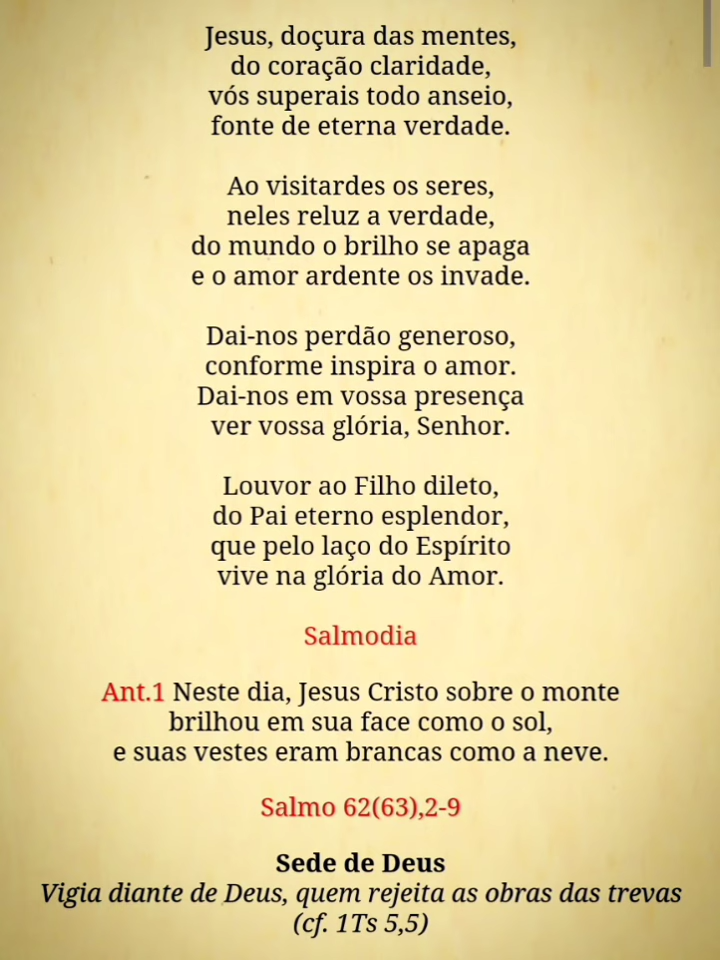 Jesus, doçura das mentes,
do coração claridade,
vós superais todo anseio,
fonte de eterna verdade.
Ao visitardes os seres,
neles reluz a verdade,
do mundo o brilho se apaga
e o amor ardente os invade.
Dai-nos perdão generoso,
conforme inspira o amor.
Dai-nos em vossa presença
ver vossa glória, Senhor.
Louvor ao Filho dileto,
do Pai eterno esplendor,
que pelo laço do Espírito
vive na glória do Amor.
Salmodia
Ant.1 Neste dia, Jesus Cristo sobre o monte
brilhou em sua face como o sol,
e suas vestes eram brancas como a neve.
Salmo 62(63),2-9
Sede de Deus
Vigia diante de Deus, quem rejeita as obras das trevas
(cf. 1Ts 5,5)